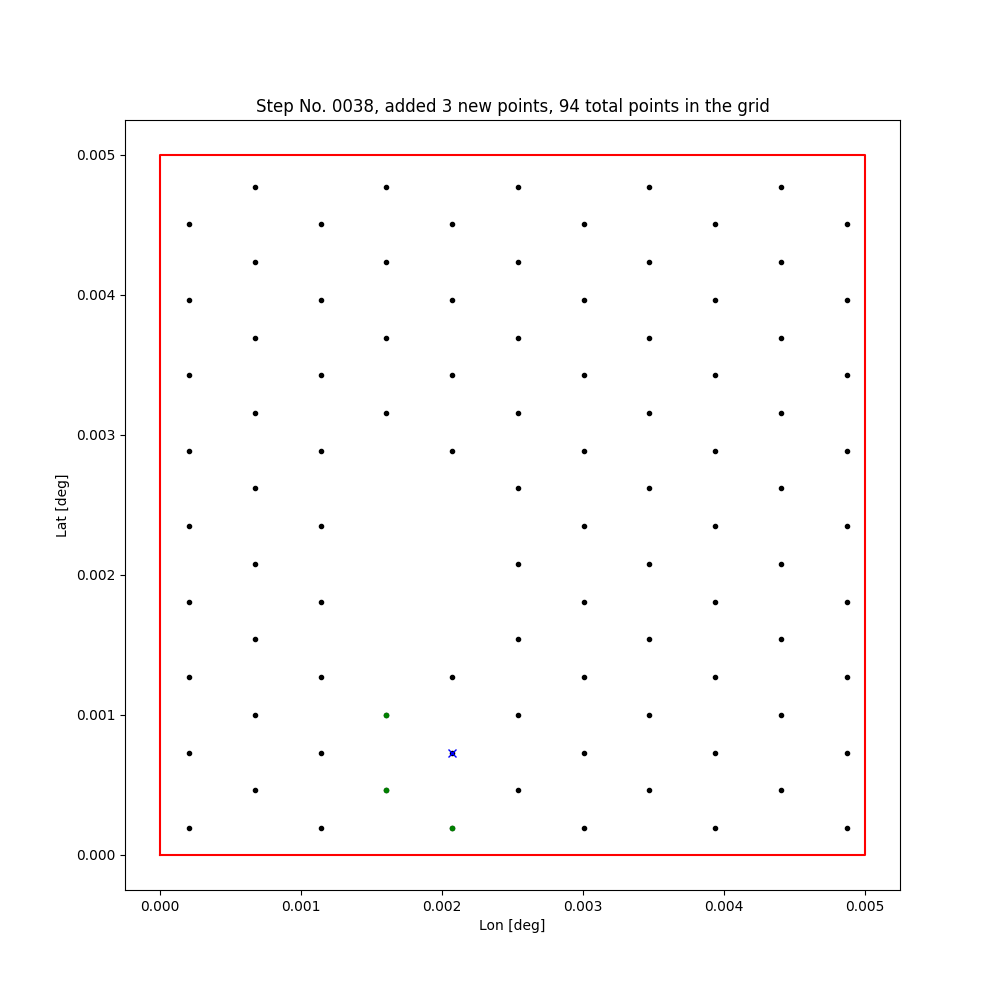 Step No. 0038, added 3 new points, 94 total points in the grid
0.005
0.004
0.003
0.002
0.001
0.000
Lat [deg]
0.000 0.001 0.002 0.003 0.004 0.005
Lon [deg]